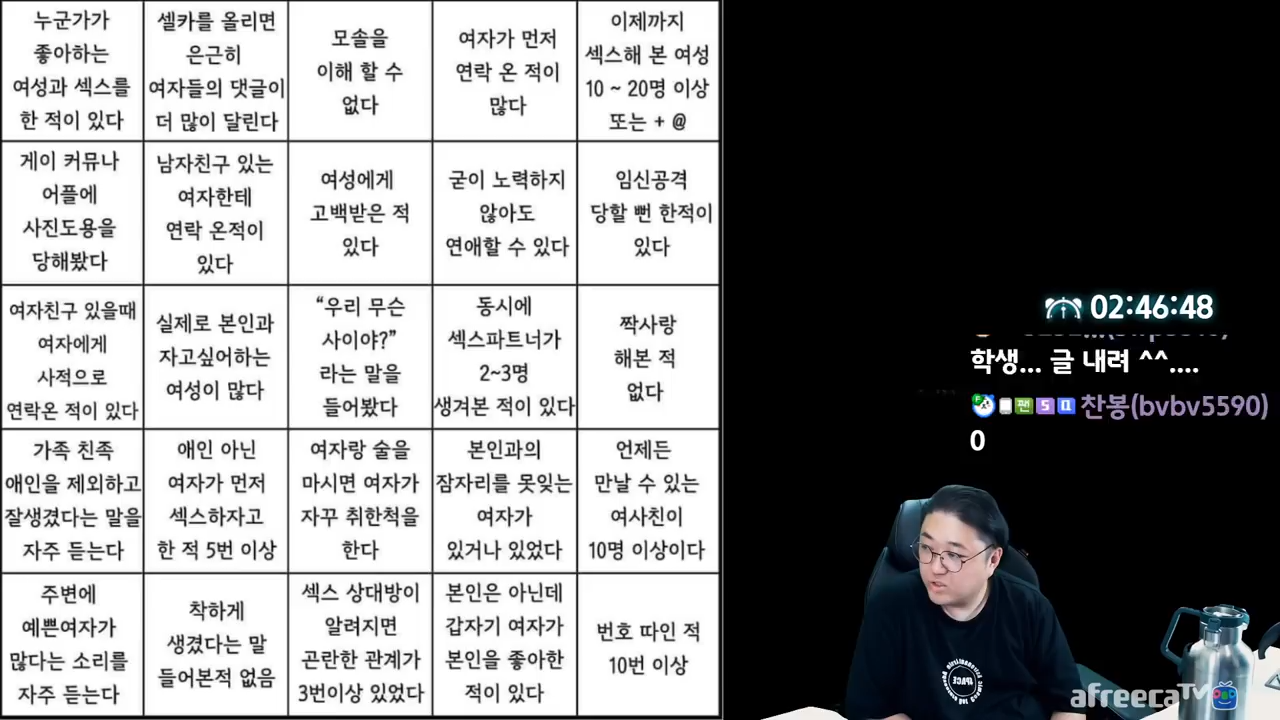 누군가가
좋아하는
여성과 섹스를
한 적이 있다
셀카를 올리면
은근히
여자들의 댓글이
더 많이 달린다
모솔을
이해 할 수
없다
여자가 먼저
연락 온 적이
많다
이제까지
섹스해 본 여성
10 ~ 20명 이상
또는 + @
게이 커뮤나
어플에
사진도용을
당해봤다
남자친구 있는
여자한테
연락 온적이
있다
여성에게
고백받은 적
있다
굳이 노력하지
않아도
연애할 수 있다
임신공격
당할 뻔 한적이
있다
여자친구 있을때
여자에게
사적으로
연락온 적이 있다
실제로 본인과
자고싶어하는
여성이 많다
“우리 무슨
사이야?”
라는 말을
들어봤다
동시에
섹스파트너가
2~3명
생겨본 적이 있다
짝사랑
해본 적
없다
가족 친족
애인을 제외하고
잘생겼다는 말을
자주 듣는다
애인 아닌
여자가 먼저
섹스하자고
한 적 5번 이상
여자랑 술을
마시면 여자가
자꾸 취한척을
한다
본인과의
잠자리를 못잊는
여자가
있거나 있었다
언제든
만날 수 있는
여사친이
10명 이상이다
주변에
예쁜여자가
많다는 소리를
자주 듣는다
착하게
생겼다는 말
들어본적 없음
섹스 상대방이
알려지면
곤란한 관계가
3번이상 있었다
본인은 아닌데
갑자기 여자가
본인을 좋아한
적이 있다
번호 따인 적
10번 이상
02:46:48
학생... 글 내려 ^^....
F 팬 5 찬봉(bvbv5590)
0
SPACE
afreecaTV